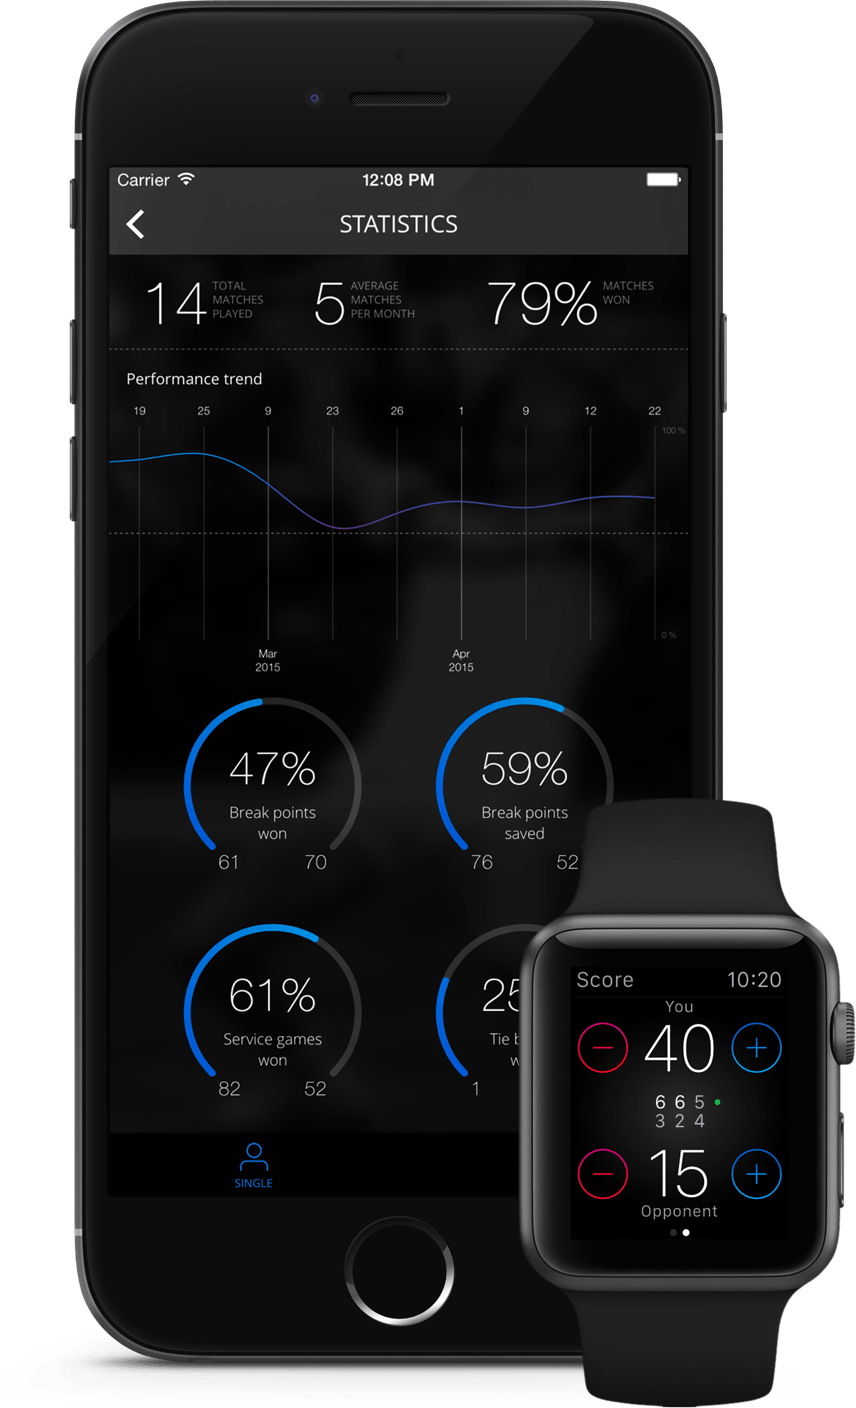 Carrier 12:08 PM
STATISTICS
14 TOTAL MATCHES PLAYED
5 AVERAGE MATCHES PER MONTH
79% MATCHES WON
Performance trend
19 25 9 23 26 1 9 12 22
100 %
0 %
Mar
2015
Apr
2015
47%
Break points
won
61 70
59%
Break points
saved
76 52
61%
Service games
won
82 52
Tie
1
SINGLE
Score 10:20
You
40
6 6 5
3 2 4
15
Opponent